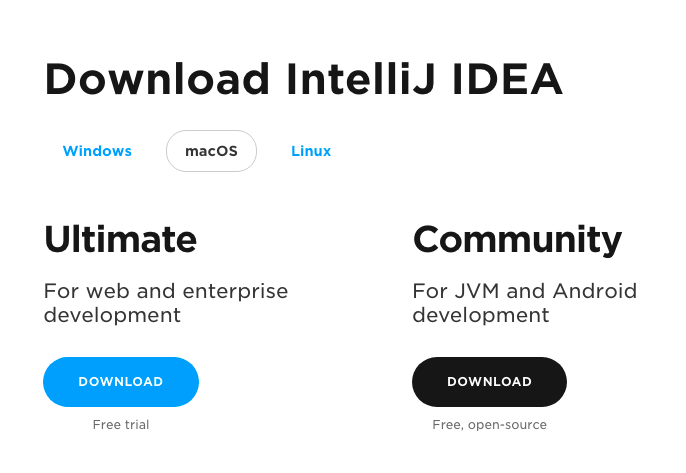 Download IntelliJ IDEA
Windows macOS Linux
Ultimate
For web and enterprise
development
DOWNLOAD
Free trial
Community
For JVM and Android
development
DOWNLOAD
Free, open-source